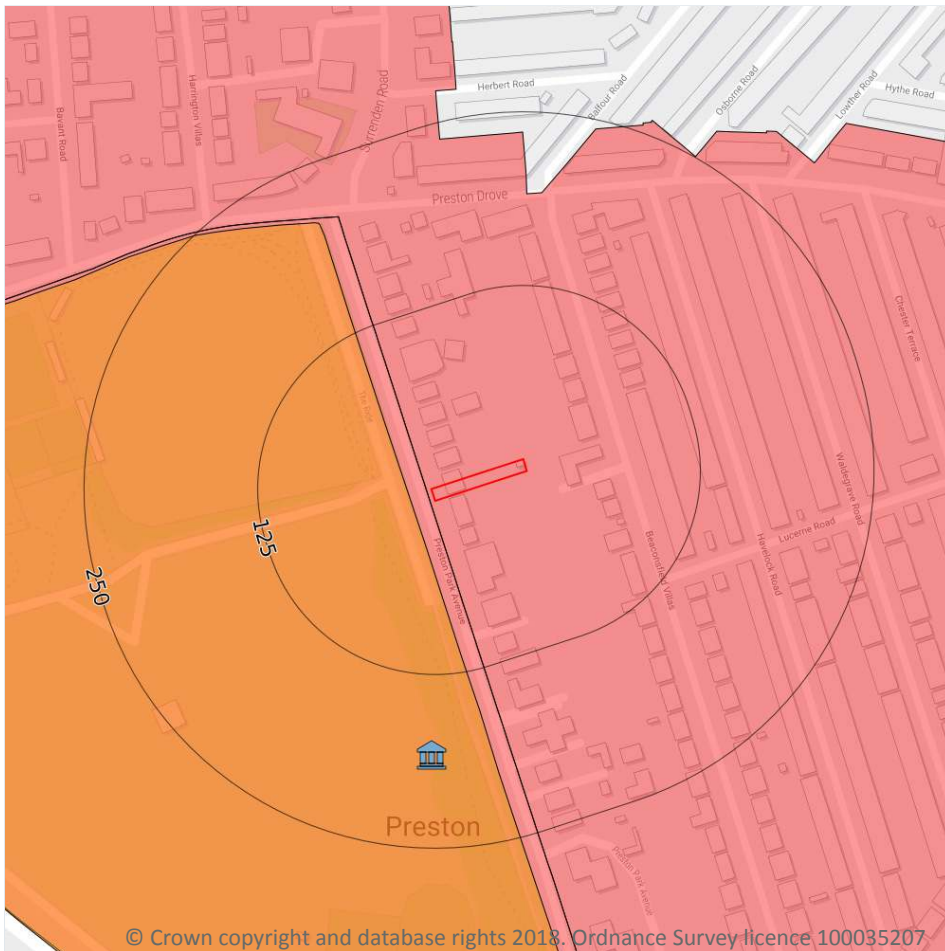 Herbert Road
Balfour Road
Osborne Road
Lowther Road
Hythe Road
Bavant Road
Harrington Villas
Surrenden Road
Preston Drove
The Ride
Chester Terrace
125
250
Preston Park Avenue
Beaconsfield Villas
Havelock Road
Lucerne Road
Waldegrave Road
Preston
Preston Park Avenue
© Crown copyright and database rights 2018. Ordnance Survey licence 100035207